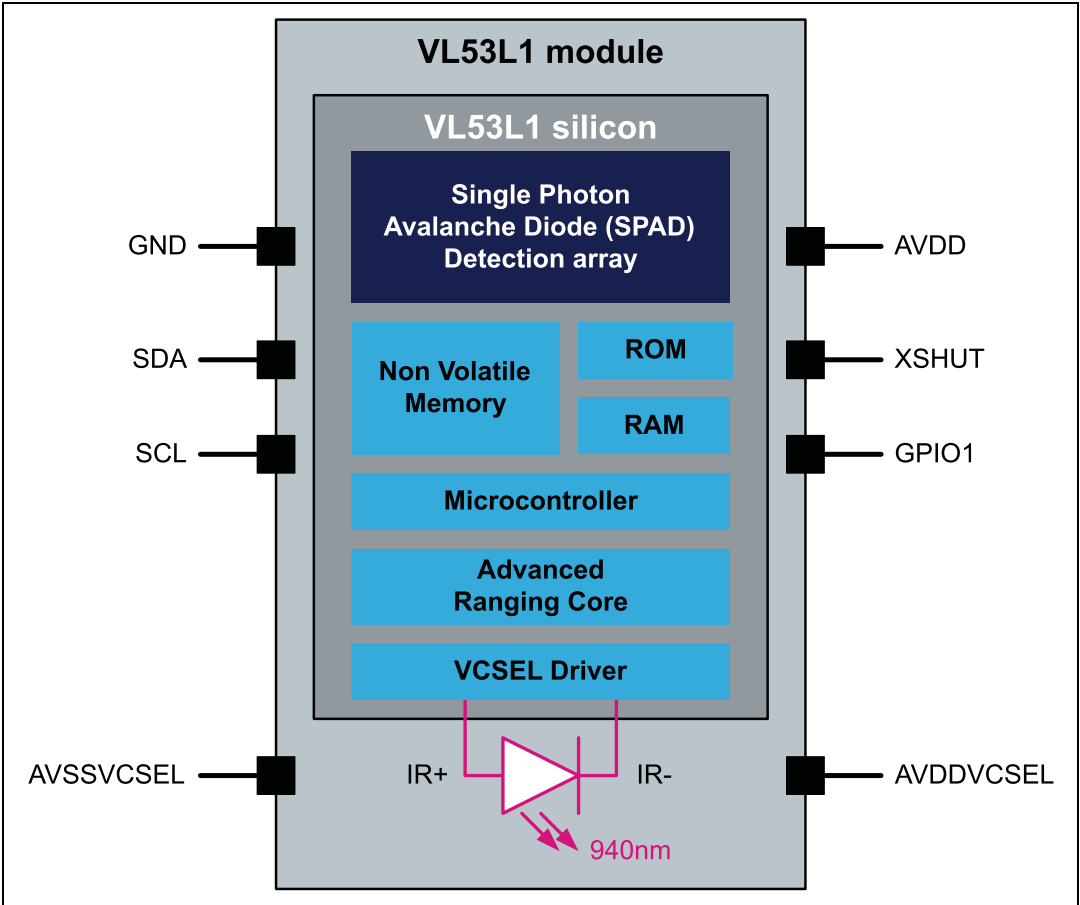 VL53L1 module
VL53L1 silicon
Single Photon
Avalanche Diode (SPAD)
Detection array
GND
AVDD
SDA
Non Volatile
Memory
ROM
XSHUT
RAM
SCL
GPIO1
Microcontroller
Advanced
Ranging Core
VCSEL Driver
AVSSVCSEL
IR+
IR-
AVDDVCSEL
940nm